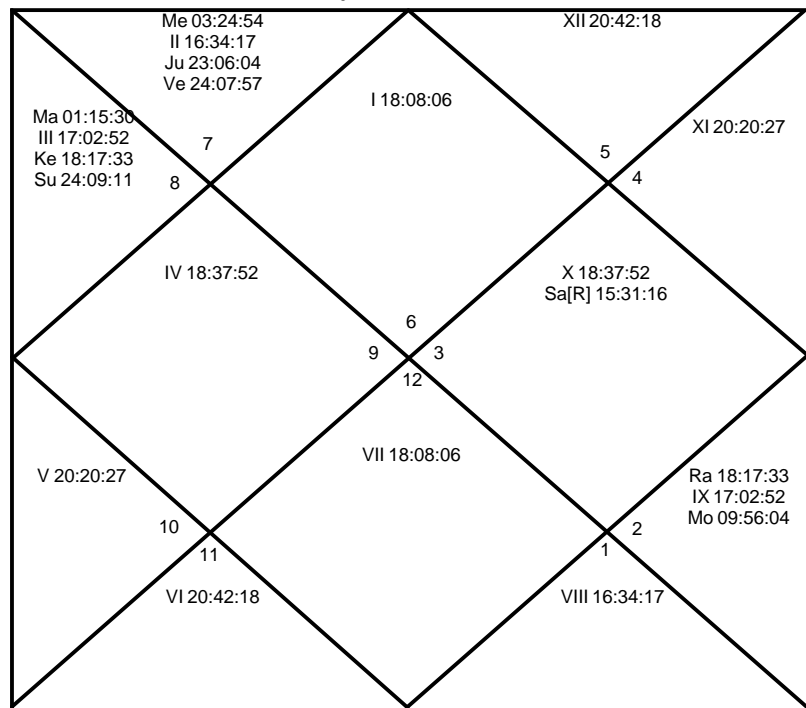 Me 03:24:54
II 16:34:17
Ju 23:06:04
Ve 24:07:57
XII 20:42:18
I 18:08:06
Ma 01:15:30
III 17:02:52
Ke 18:17:33
Su 24:09:11
XI 20:20:27
7
5
8
4
IV 18:37:52
X 18:37:52
Sa[R] 15:31:16
6
9
3
12
VII 18:08:06
V 20:20:27
Ra 18:17:33
IX 17:02:52
Mo 09:56:04
10
2
11
1
VI 20:42:18
VIII 16:34:17